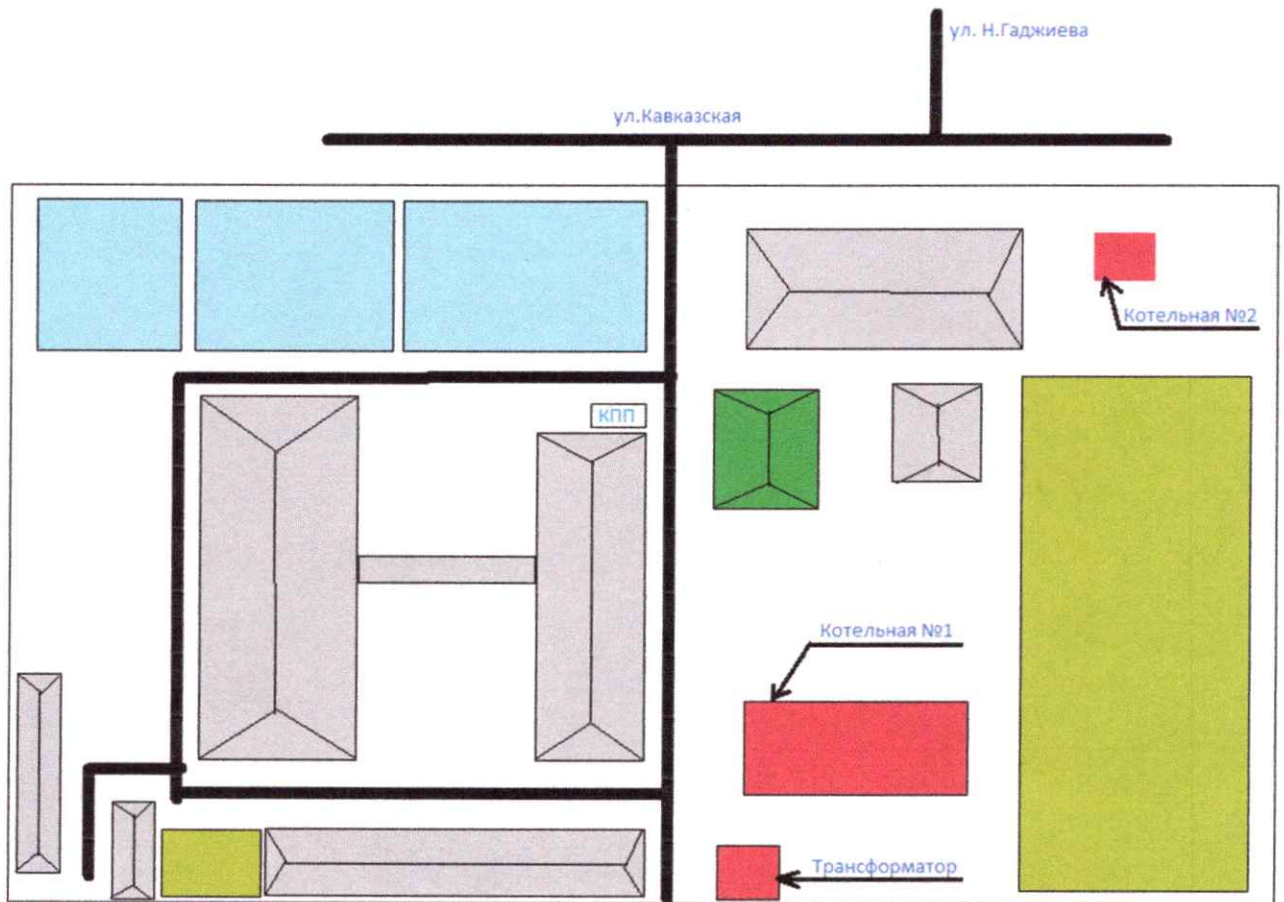 ул. Н.Гаджиева
ул.Кавказская
Котельная №2
КПП
Котельная №1
Трансформатор